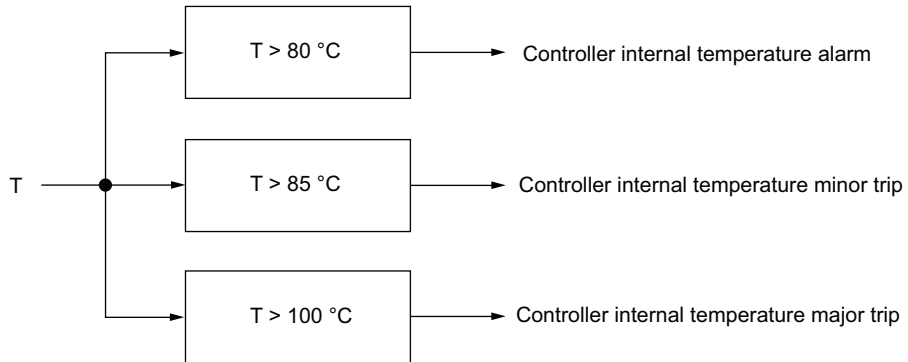 T > 80 °C
Controller internal temperature alarm
T
T > 85 °C
Controller internal temperature minor trip
T > 100 °C
Controller internal temperature major trip